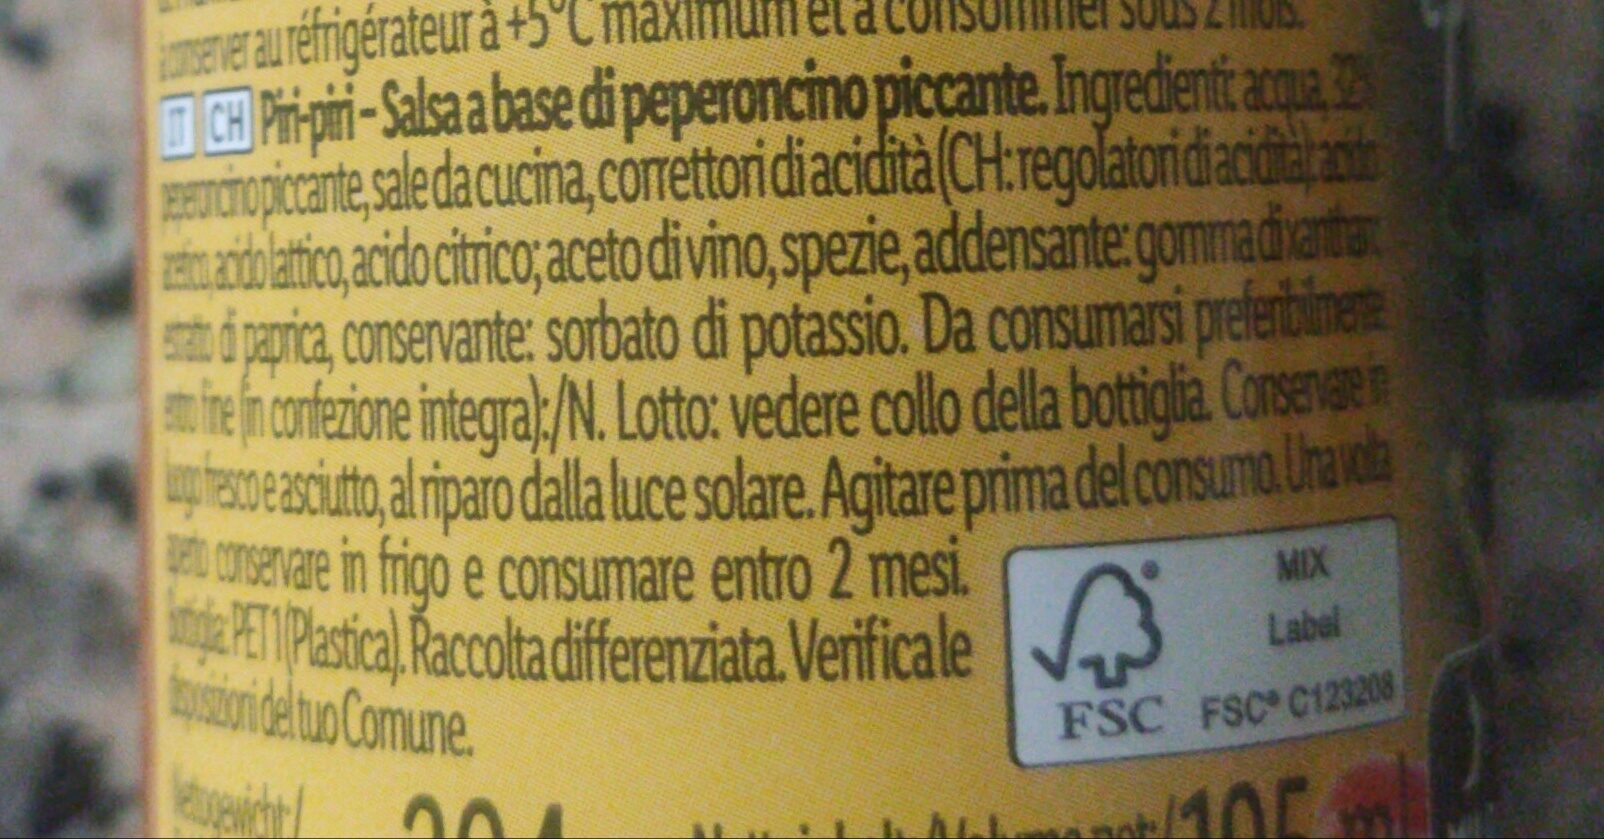 à conserver au réfrigérateur à +5°C maximum et à consommer sous 2 mois.
IT CH Piri-piri – Salsa a base di peperoncino piccante. Ingredienti: acqua, 32%
peperoncino piccante, sale da cucina, correttori di acidità (CH: regolatori di acidità): acido
acetico, acido lattico, acido citrico; aceto di vino, spezie, addensante: gomma di xanthan;
estratto di paprica, conservante: sorbato di potassio. Da consumarsi preferibilmente
entro fine (in confezione integra):/N. Lotto: vedere collo della bottiglia. Conservare in
luogo fresco e asciutto, al riparo dalla luce solare. Agitare prima del consumo. Una volta
aperto conservare in frigo e consumare entro 2 mesi.
Bottiglia: PET 1 (Plastica). Raccolta differenziata. Verifica le
disposizioni del tuo Comune.
MIX
Label
FSC
FSC® C123208
Nettogewicht:/